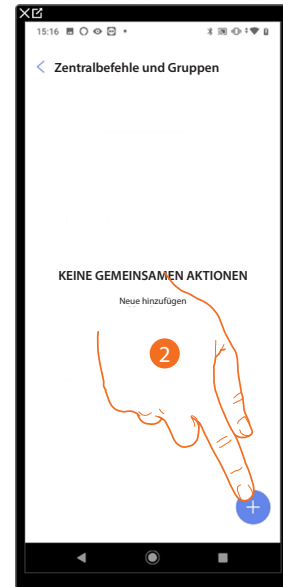 15:16
Zentralbefehle und Gruppen
KEINE GEMEINSAMEN AKTIONEN
Neue hinzufügen
2